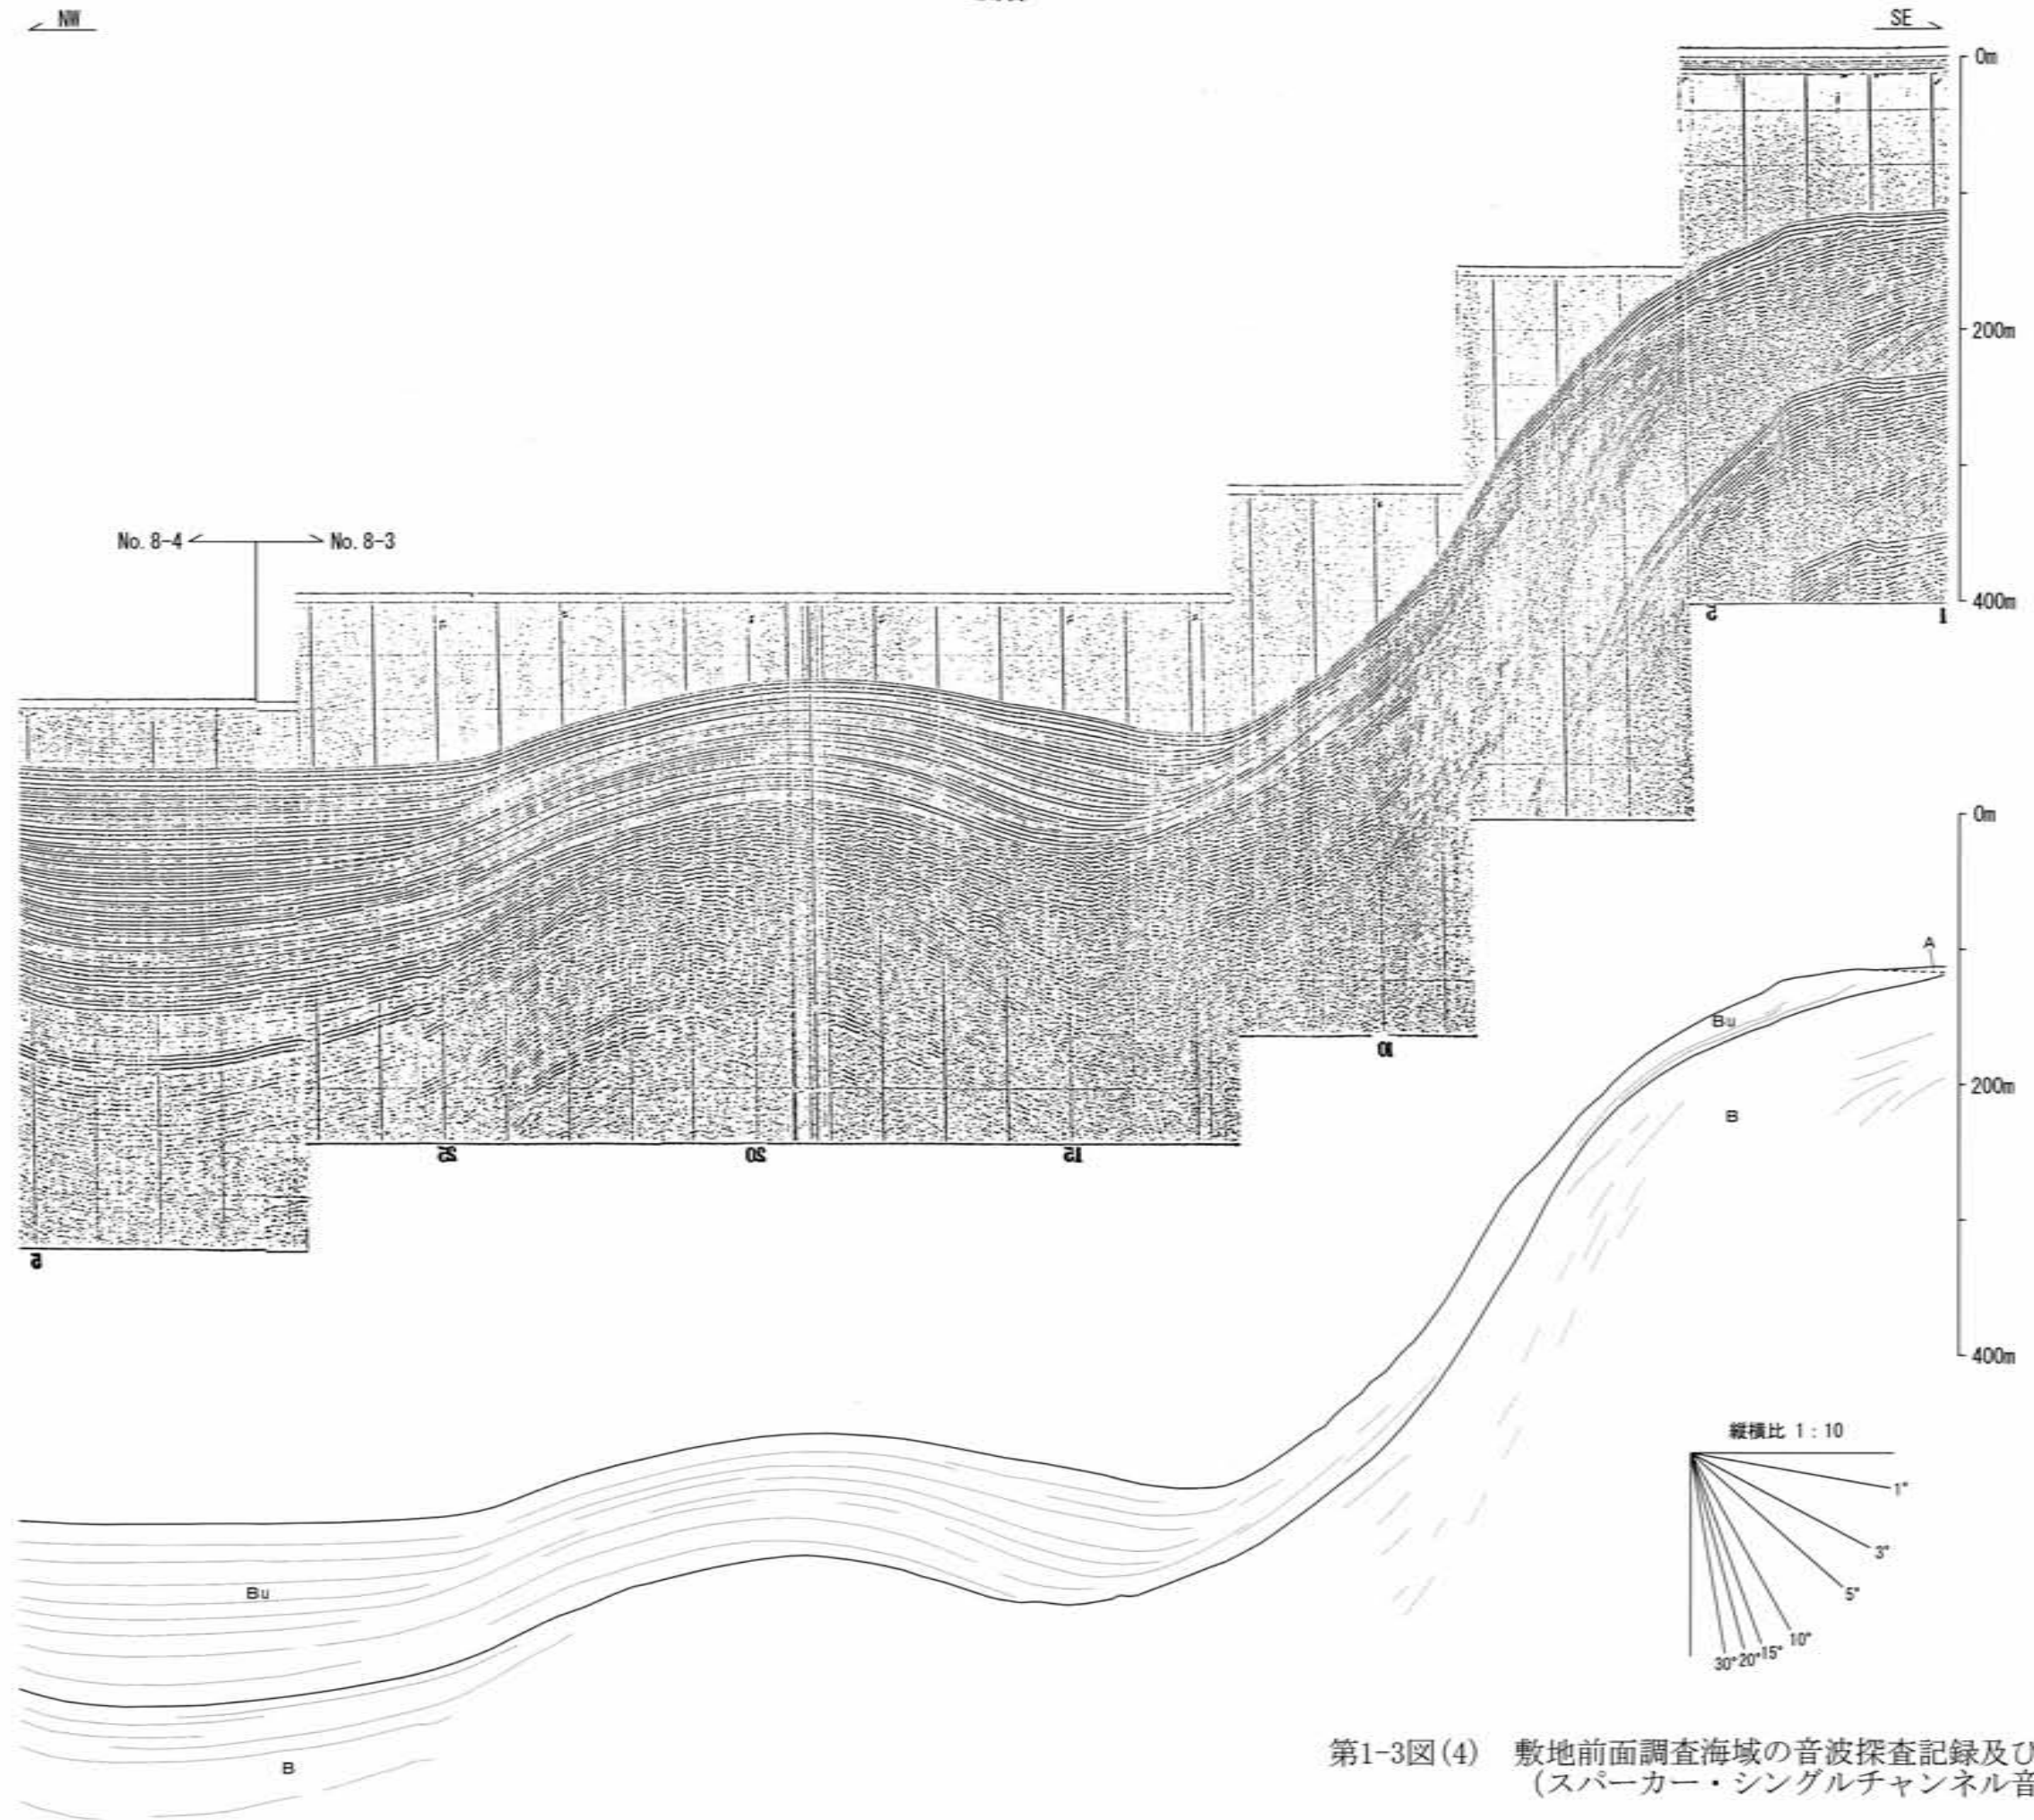 NW
SE
0m
200m
400m
No. 8-4
No. 8-3
5
1
10
25
20
15
5
0m
200m
400m
A
Bu
B
Bu
B
縦横比 1:10
1°
3°
5°
10°
15°
20°
30°
第1-3図(4) 敷地前面調査海域の音波探査記録及び
(スパーカー・シングルチャンネル音